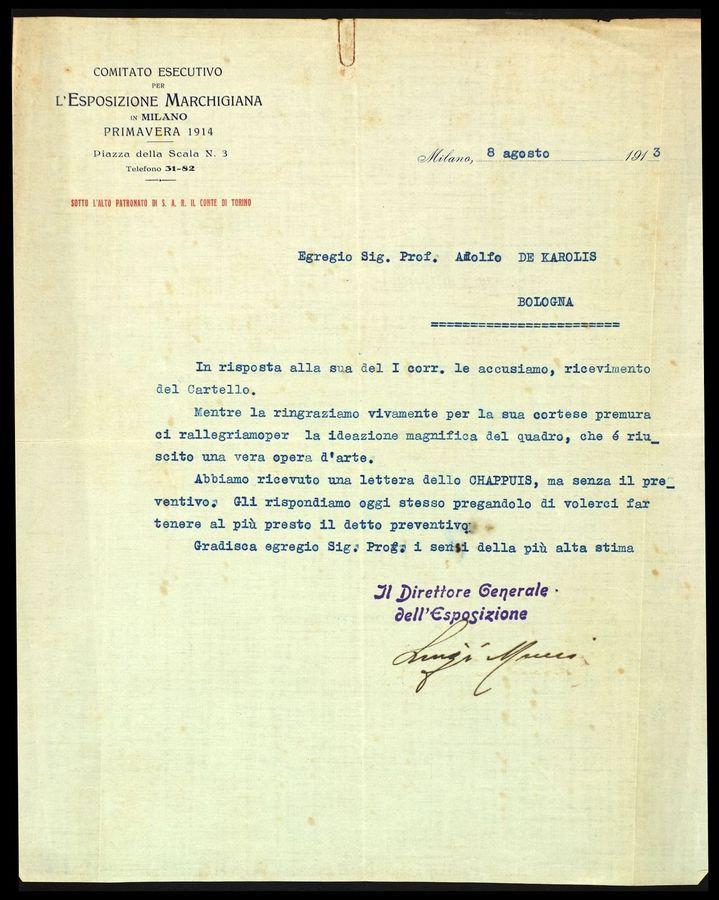 COMITATO ESECUTIVO
PER
L'ESPOSIZIONE MARCHIGIANA
IN MILANO
PRIMAVERA 1914
Piazza della Scala N. 3
Telefono 31-82
SOTTO L'ALTO PATRONATO DI S. A. R. IL CONTE DI TORINO
Milano, 8 agosto 1913
Egregio Sig. Prof. Adolfo DE KAROLIS
BOLOGNA
========================
In risposta alla sua del I corr. le accusiamo, ricevimento
del Cartello.
Mentre la ringraziamo vivamente per la sua cortese premura
ci rallegriamoper la ideazione magnifica del quadro, che é riu_
scito una vera opera d'arte.
Abbiamo ricevuto una lettera dello CHAPPUIS, ma senza il pre_
ventivo. Gli rispondiamo oggi stesso pregandolo di volerci far
tenere al più presto il detto preventivo.
Gradisca egregio Sig. Prof. i sensi della più alta stima
Il Direttore Generale
dell'Esposizione
Luigi